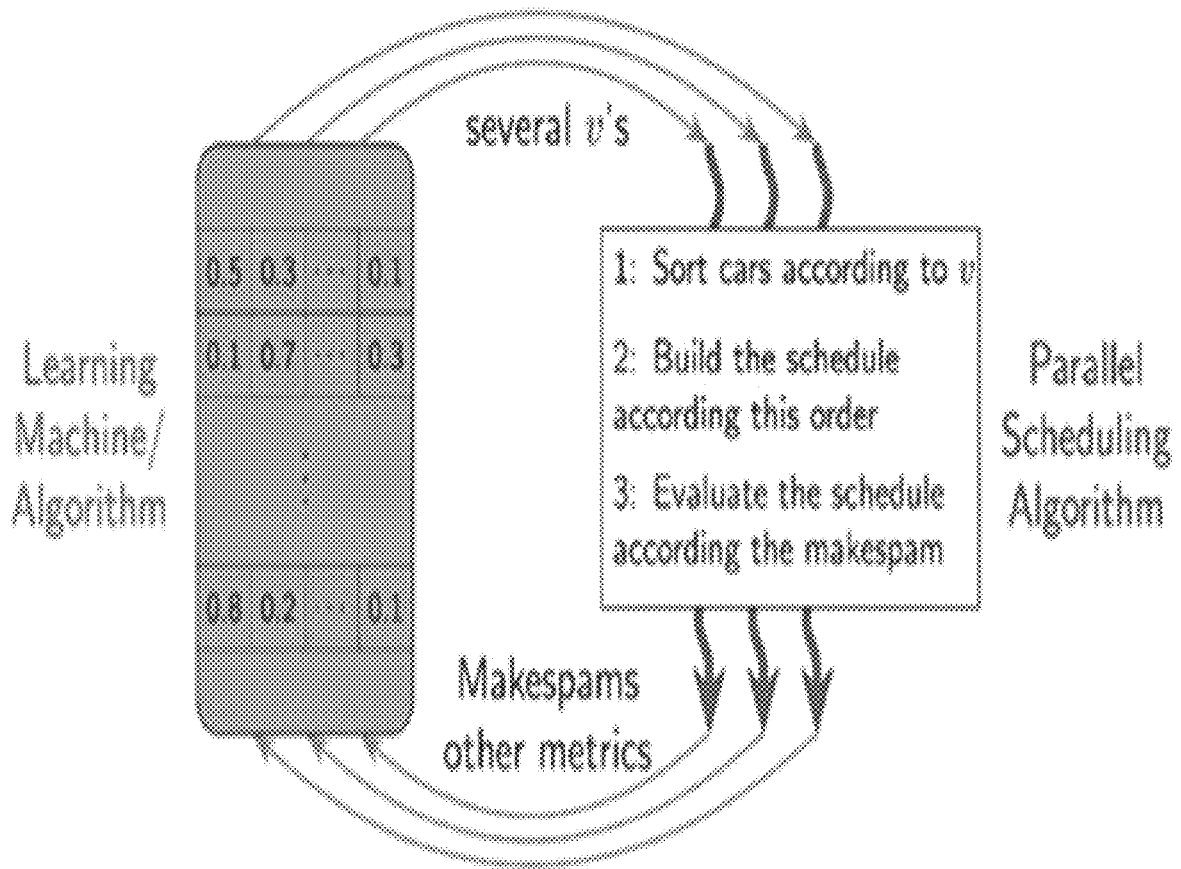 several v's
0.5 0.3 ... 0.1
0.1 0.7 ... 0.3
0.8 0.2 ... 0.1
Learning
Machine/
Algorithm
1: Sort cars according to v
2: Build the schedule
according this order
3: Evaluate the schedule
according the makespam
Parallel
Scheduling
Algorithm
Makespams
other metrics